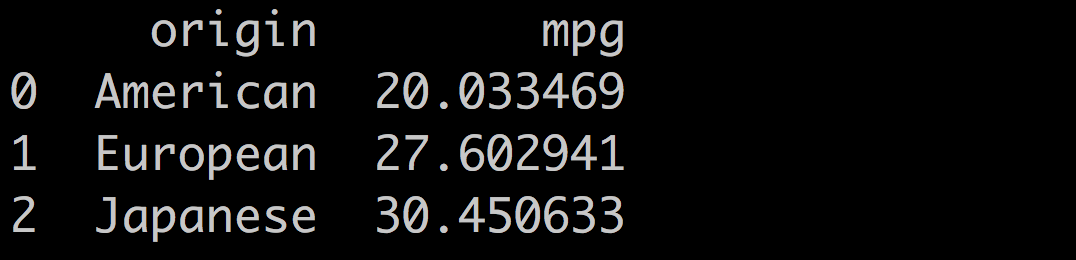 origin mpg
0 American 20.033469
1 European 27.602941
2 Japanese 30.450633